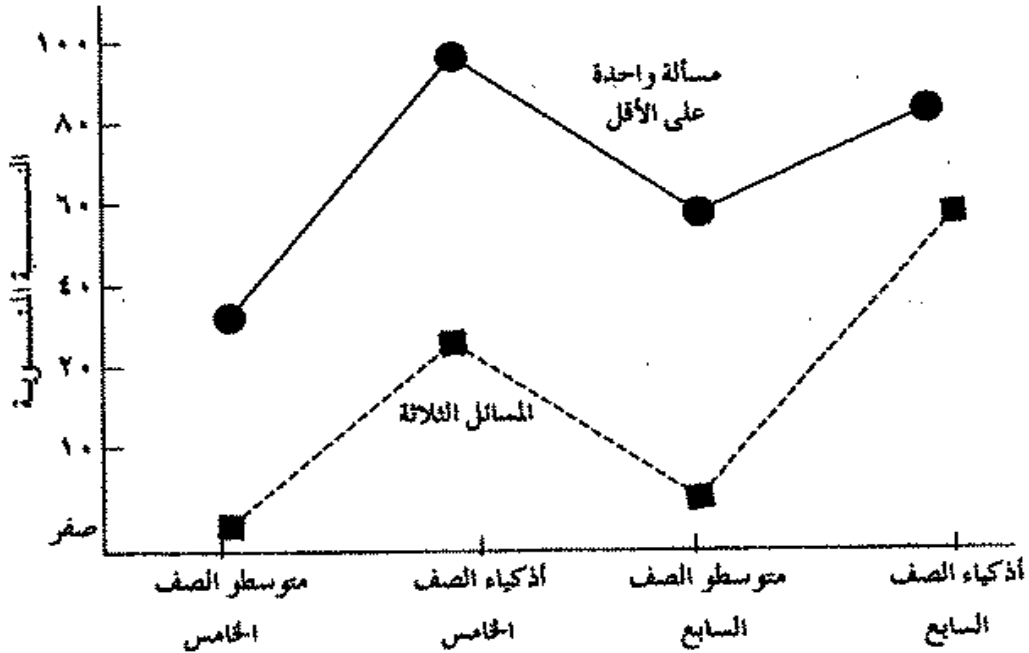 النسبة المئوية
١٠٠
٨٠
٦٠
٤٠
٢٠
١٠
صفر
مسألة واحدة
على الأقل
المسائل الثلاثة
متوسطو الصف
الخامس
أذكياء الصف
الخامس
متوسطو الصف
السابع
أذكياء الصف
السابع